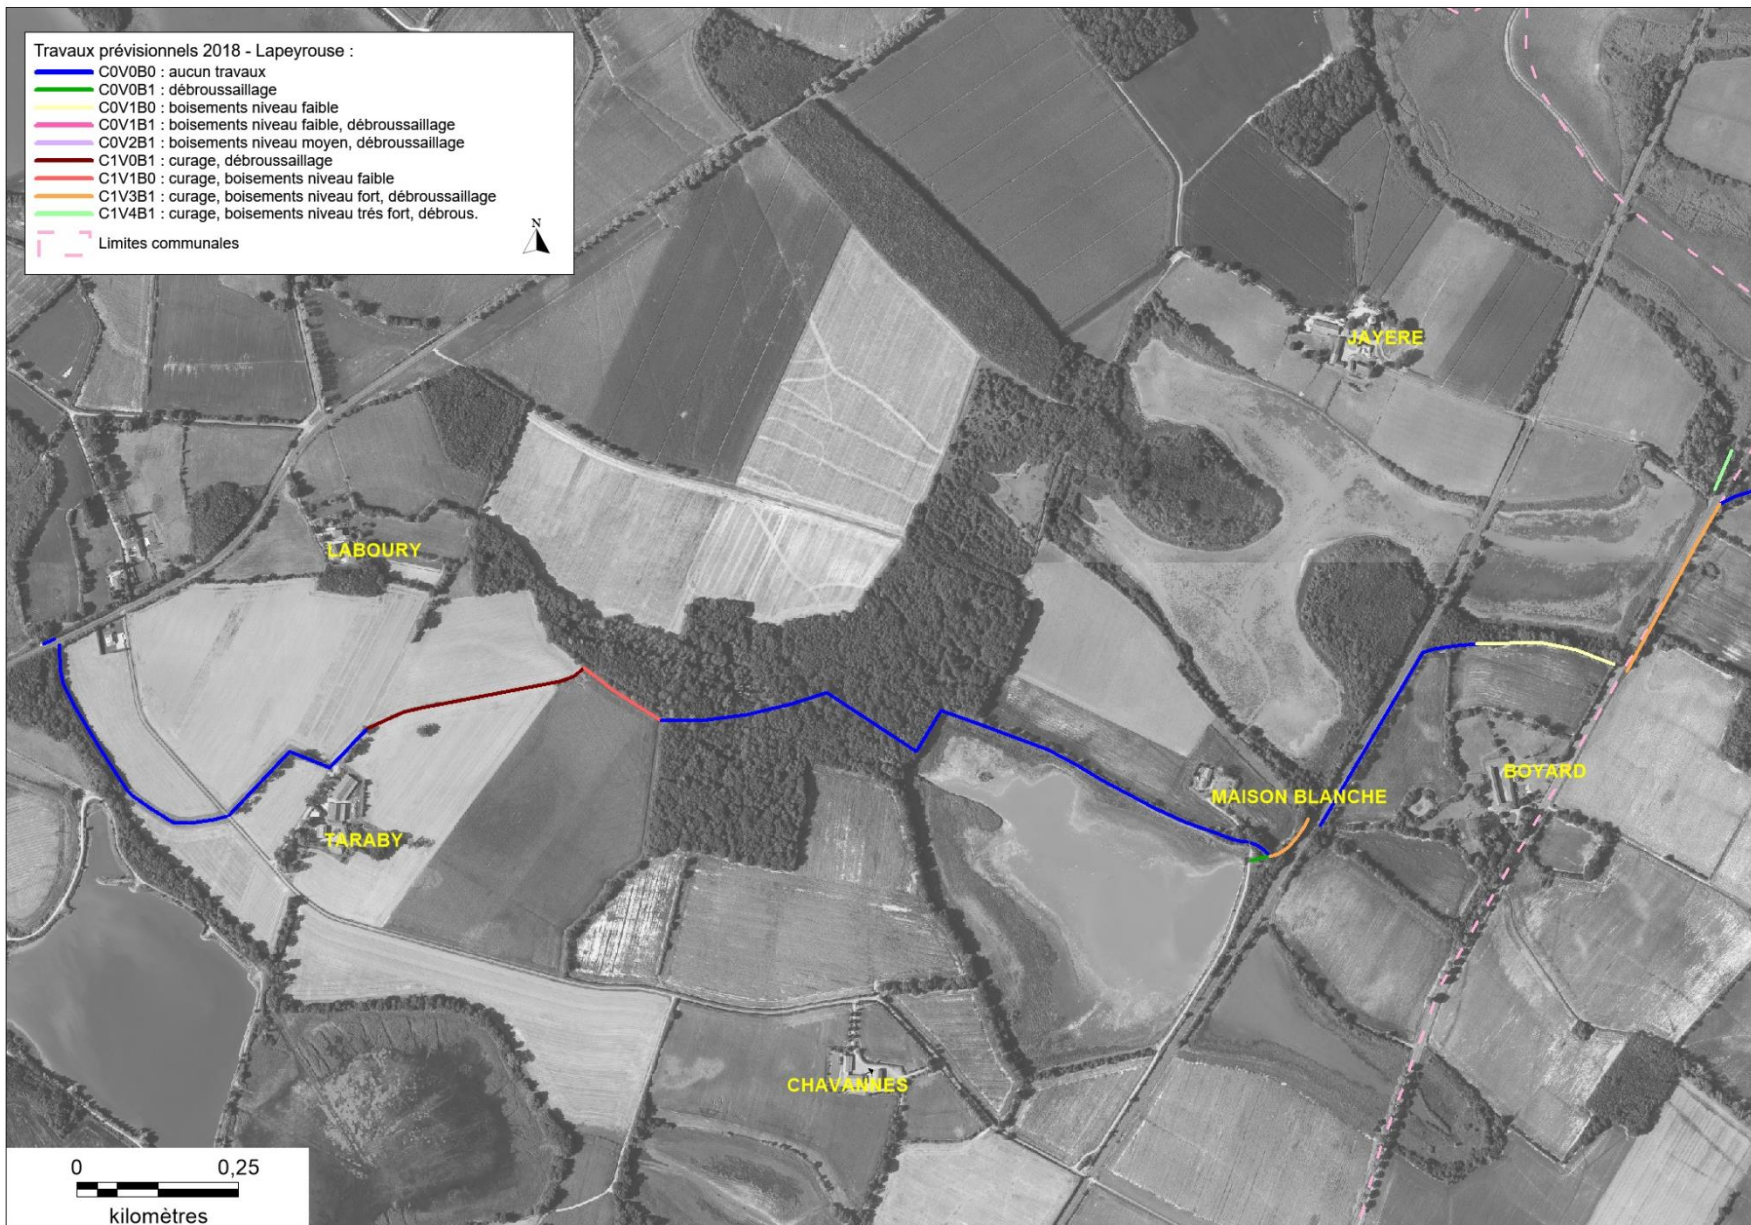 Travaux prévisionnels 2018 - Lapeyrouse :
C0V0B0 : aucun travaux
C0V0B1 : débroussaillage
C0V1B0 : boisements niveau faible
C0V1B1 : boisements niveau faible, débroussaillage
C0V2B1 : boisements niveau moyen, débroussaillage
C1V0B1 : curage, débroussaillage
C1V1B0 : curage, boisements niveau faible
C1V3B1 : curage, boisements niveau fort, débroussaillage
C1V4B1 : curage, boisements niveau trés fort, débrous.
Limites communales
N
JAYERE
LABOURY
BOYARD
MAISON BLANCHE
TARABY
CHAVANNES
0 0,25
kilomètres